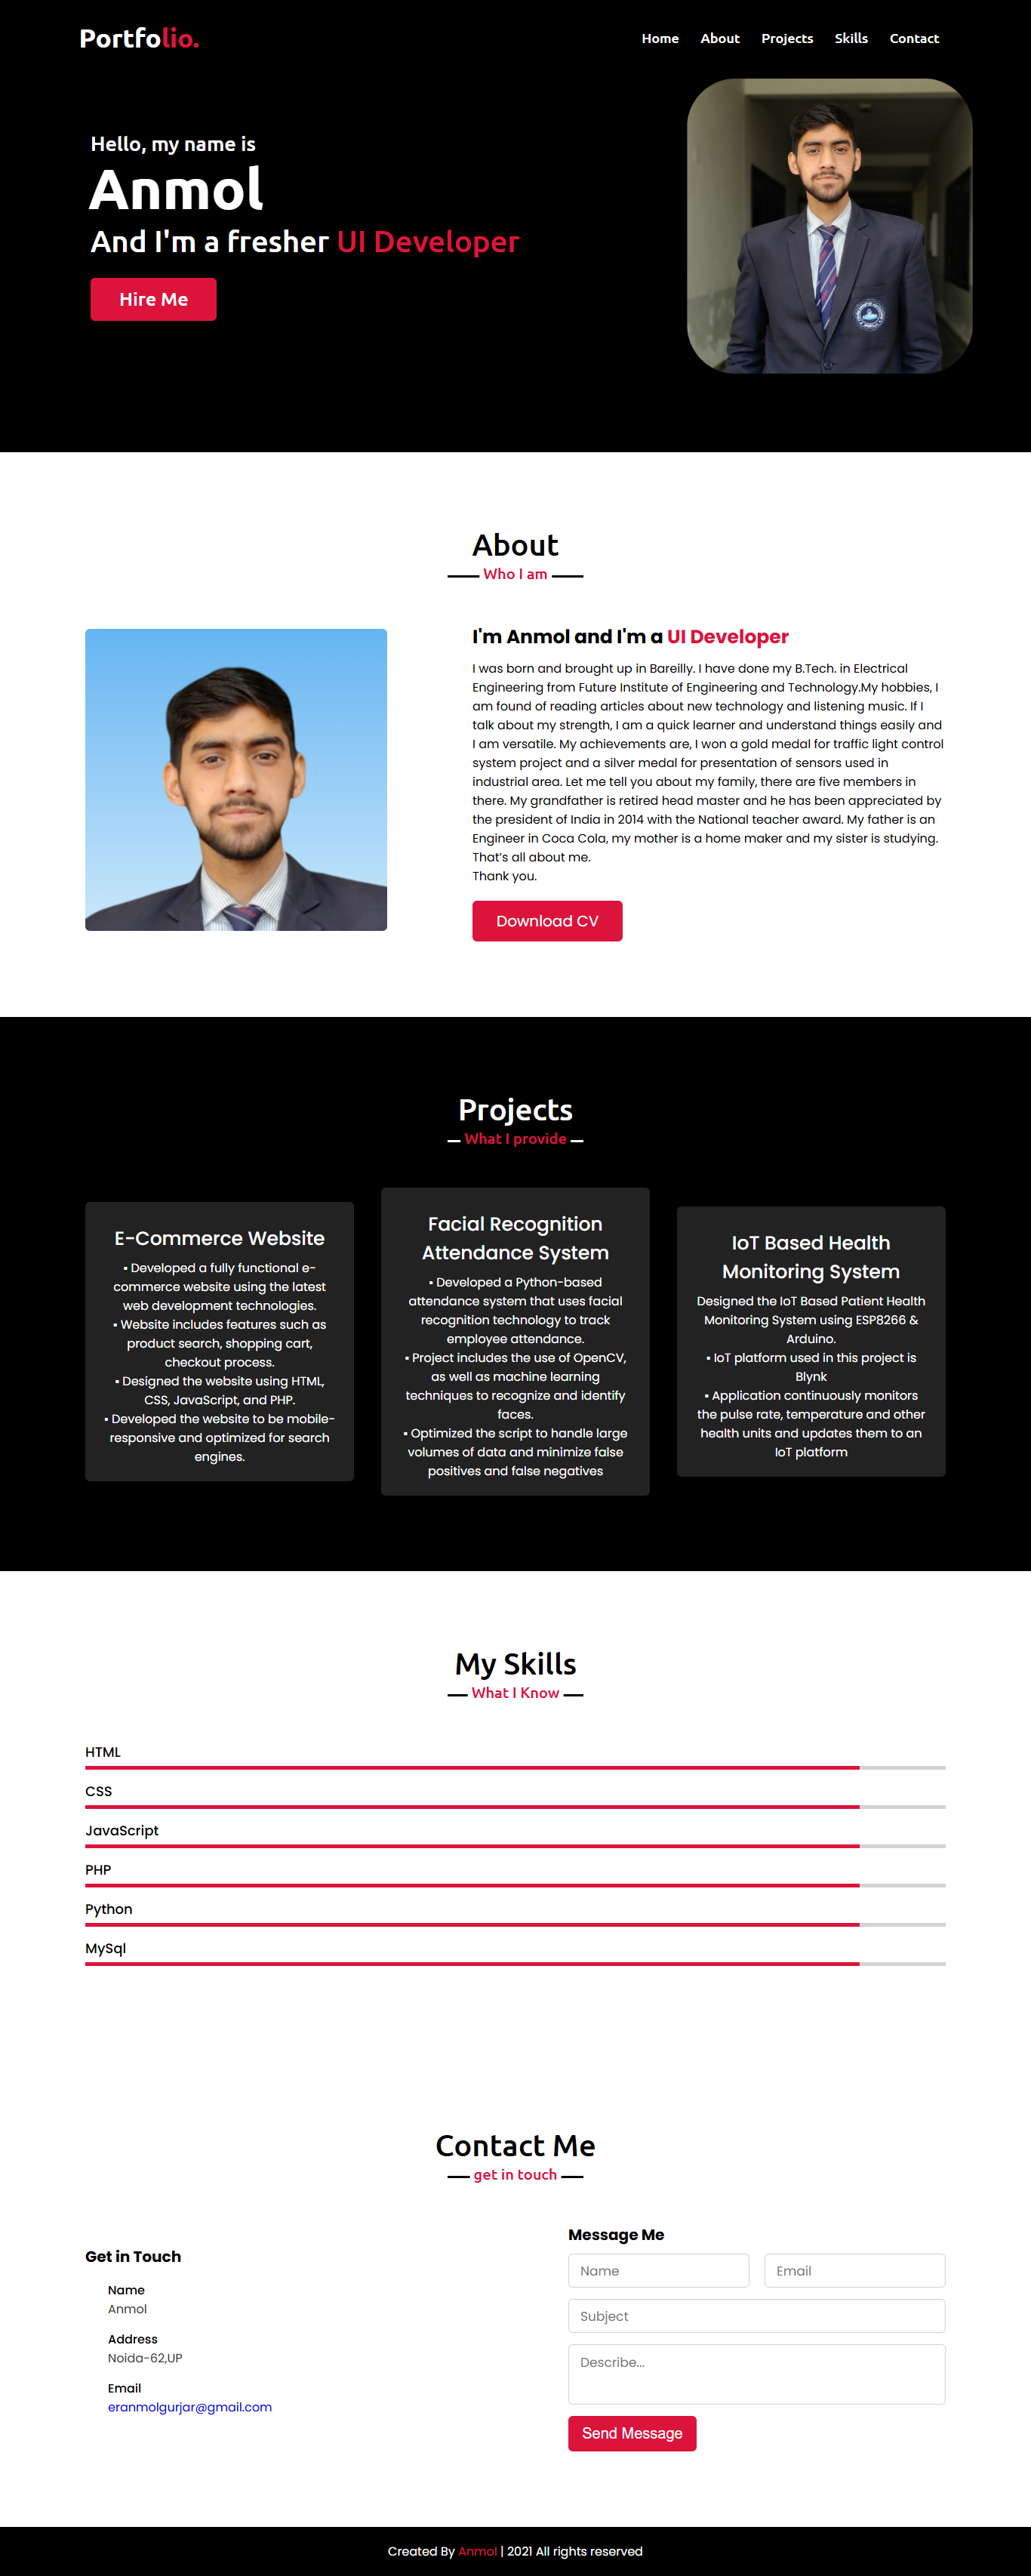 Portfolio.
Home About Projects Skills Contact
Hello, my name is
Anmol
And I'm a fresher UI Developer
Hire Me
About
Who I am
I'm Anmol and I'm a UI Developer
I was born and brought up in Bareilly. I have done my B.Tech. in Electrical
Engineering from Future Institute of Engineering and Technology.My hobbies, I
am found of reading articles about new technology and listening music. If I
talk about my strength, I am a quick learner and understand things easily and
I am versatile. My achievements are, I won a gold medal for traffic light control
system project and a silver medal for presentation of sensors used in
industrial area. Let me tell you about my family, there are five members in
there. My grandfather is retired head master and he has been appreciated by
the president of India in 2014 with the National teacher award. My father is an
Engineer in Coca Cola, my mother is a home maker and my sister is studying.
That's all about me.
Thank you.
Download CV
Projects
What I provide
E-Commerce Website
▪ Developed a fully functional e-
commerce website using the latest
web development technologies.
▪ Website includes features such as
product search, shopping cart,
checkout process.
▪ Designed the website using HTML,
CSS, JavaScript, and PHP.
▪ Developed the website to be mobile-
responsive and optimized for search
engines.
Facial Recognition
Attendance System
▪ Developed a Python-based
attendance system that uses facial
recognition technology to track
employee attendance.
▪ Project includes the use of OpenCV,
as well as machine learning
techniques to recognize and identify
faces.
▪ Optimized the script to handle large
volumes of data and minimize false
positives and false negatives
IoT Based Health
Monitoring System
Designed the IoT Based Patient Health
Monitoring System using ESP8266 &
Arduino.
▪ IoT platform used in this project is
Blynk
▪ Application continuously monitors
the pulse rate, temperature and other
health units and updates them to an
IoT platform
My Skills
What I Know
HTML
CSS
JavaScript
PHP
Python
MySql
Contact Me
get in touch
Get in Touch
Name
Anmol
Address
Noida-62,UP
Email
eranmolgurjar@gmail.com
Message Me
Name Email
Subject
Describe...
Send Message
Created By Anmol | 2021 All rights reserved